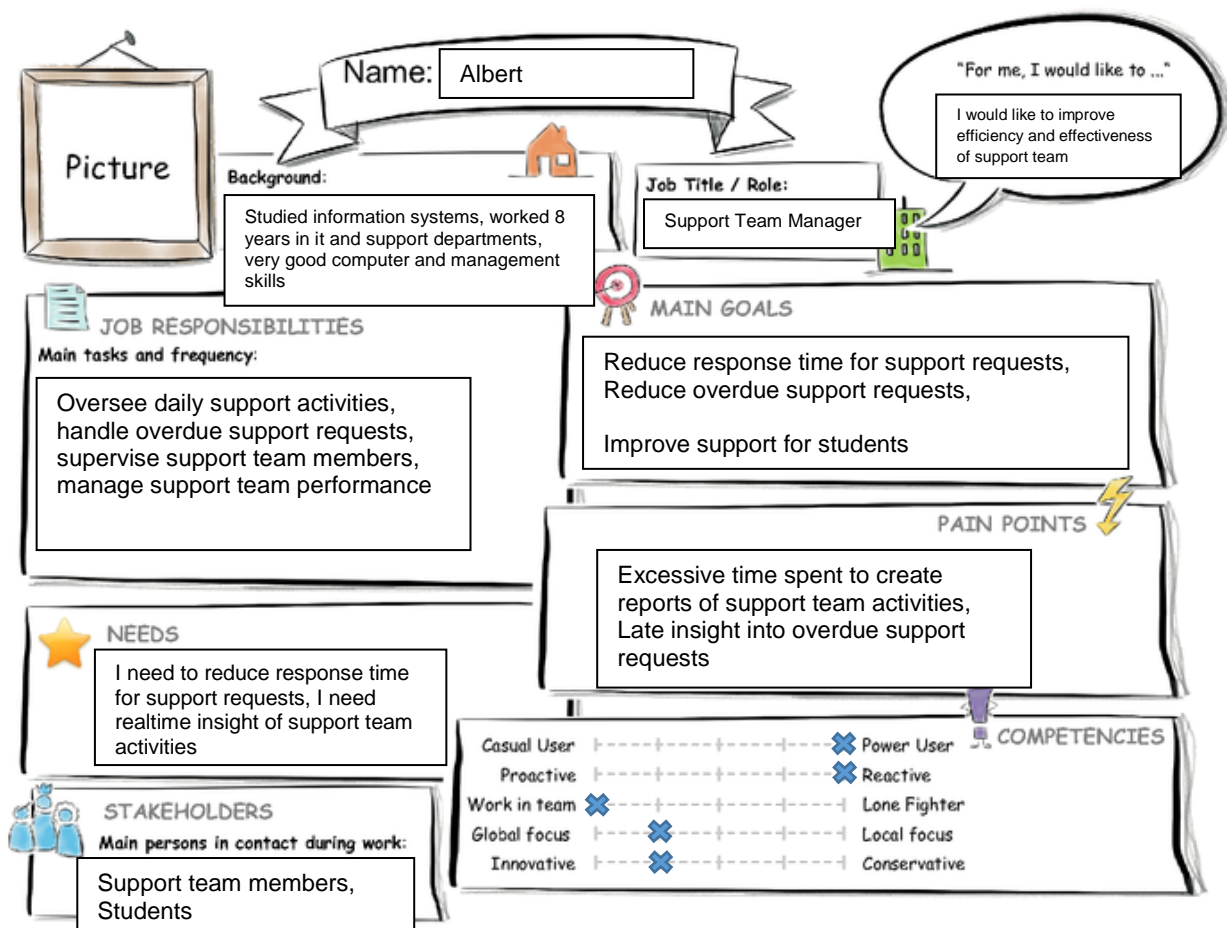 Picture
Name:
Albert
"For me, I would like to ..."
I would like to improve
efficiency and effectiveness
of support team
Background:
Studied information systems, worked 8
years in it and support departments,
very good computer and management
skills
Job Title / Role:
Support Team Manager
JOB RESPONSIBILITIES
Main tasks and frequency:
Oversee daily support activities,
handle overdue support requests,
supervise support team members,
manage support team performance
MAIN GOALS
Reduce response time for support requests,
Reduce overdue support requests,
Improve support for students
PAIN POINTS
Excessive time spent to create
reports of support team activities,
Late insight into overdue support
requests
NEEDS
I need to reduce response time
for support requests, I need
realtime insight of support team
activities
COMPETENCIES
Casual User Power User
Proactive Reactive
Work in team Lone Fighter
Global focus Local focus
Innovative Conservative
STAKEHOLDERS
Main persons in contact during work:
Support team members,
Students